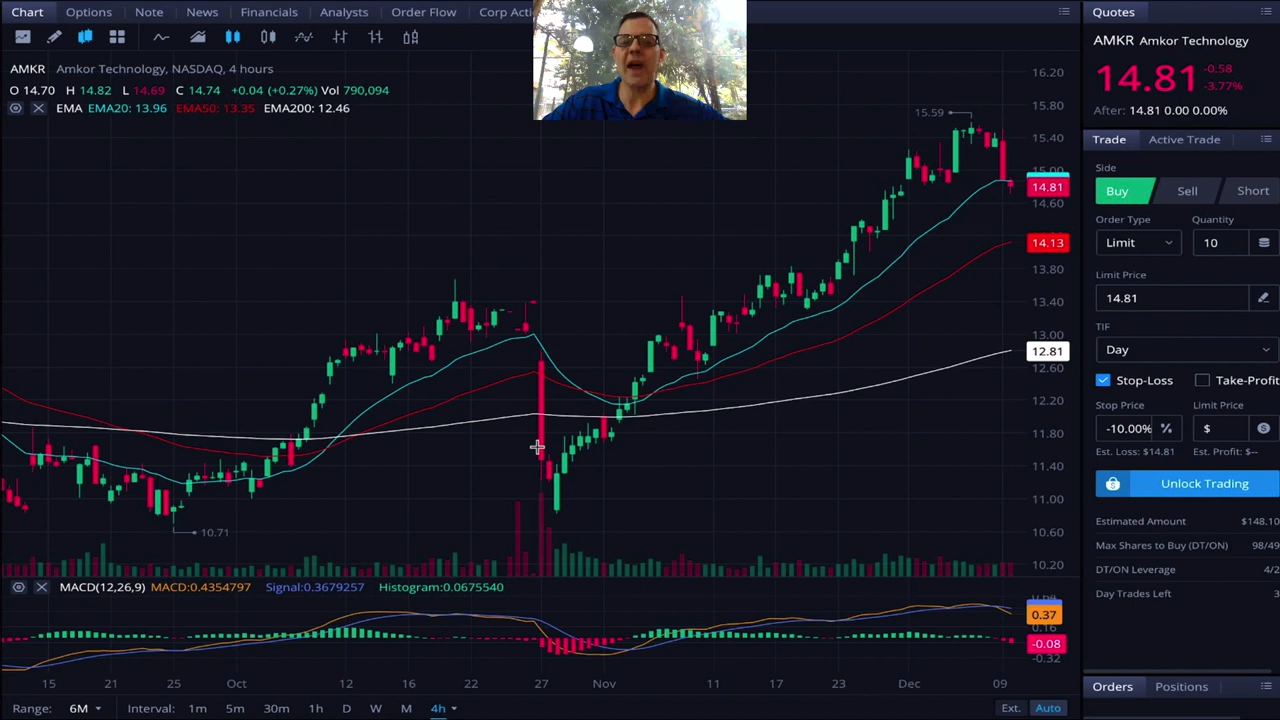 Chart Options Note News Financials Analysts Order Flow Corp Acti
AMKR Amkor Technology, NASDAQ, 4 hours
O 14.70 H 14.82 L 14.69 C 14.74 +0.04 (+0.27%) Vol 790,094
EMA EMA20: 13.96 EMA50: 13.35 EMA200: 12.46
15.59
10.71
16.20
15.80
15.40
15.00
14.81
14.60
14.13
13.80
13.40
13.00
12.81
12.60
12.20
11.80
11.40
11.00
10.60
10.20
MACD(12,26,9) MACD:0.4354797 Signal:0.3679257 Histogram:0.0675540
0.37
0.16
-0.08
-0.32
15 21 25 Oct 12 16 22 27 Nov 11 17 23 Dec 09
Range: 6M Interval: 1m 5m 30m 1h D W M 4h Ext. Auto
Quotes
AMKR Amkor Technology
14.81 -0.58
-3.77%
After: 14.81 0.00 0.00%
Trade Active Trade
Side
Buy Sell Short
Order Type Quantity
Limit 10
Limit Price
14.81
TIF
Day
Stop-Loss Take-Profit
Stop Price Limit Price
-10.00% % $
Est. Loss: $14.81 Est. Profit: $--
Unlock Trading
Estimated Amount $148.10
Max Shares to Buy (DT/ON) 98/49
DT/ON Leverage 4/2
Day Trades Left 3
Orders Positions